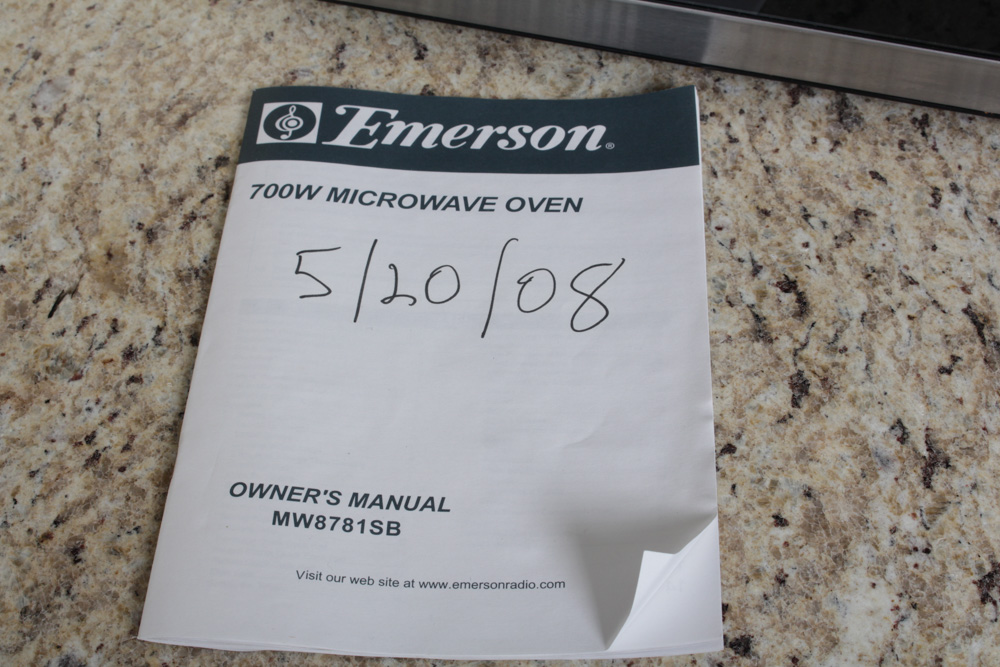 Emerson®
700W MICROWAVE OVEN
5/20/08
OWNER'S MANUAL
MW8781SB
Visit our web site at www.emersonradio.com